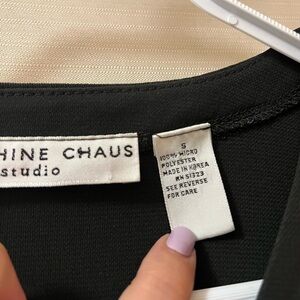 HINE CHAUS
studio
S
100% MICRO
POLYESTER
MADE IN KOREA
RN 51323
SEE REVERSE
FOR CARE